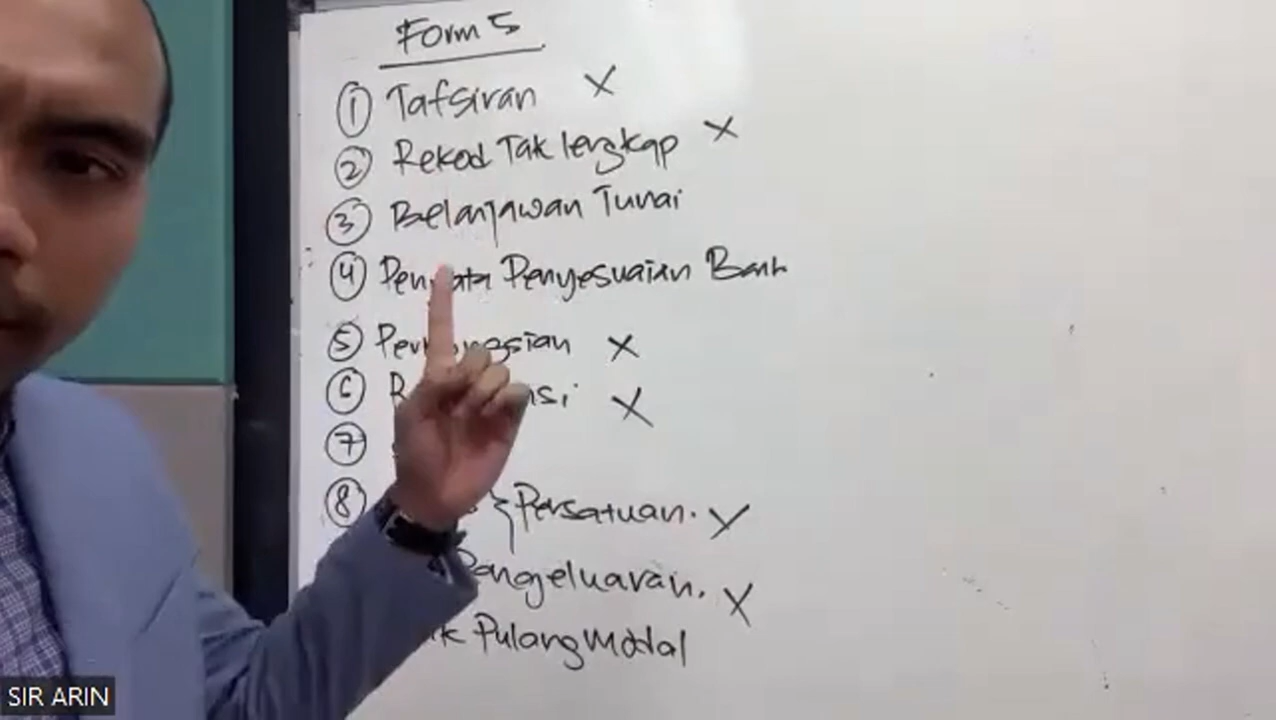 Form 5
① Tafsiran X
② Rekod Tak lengkap X
③ Belanjawan Tunai
④ Penyesuaian Bank
⑤ X
⑥ X
⑦
⑧ Persatuan. X
Pengeluaran. X
Pulang Modal
SIR ARIN